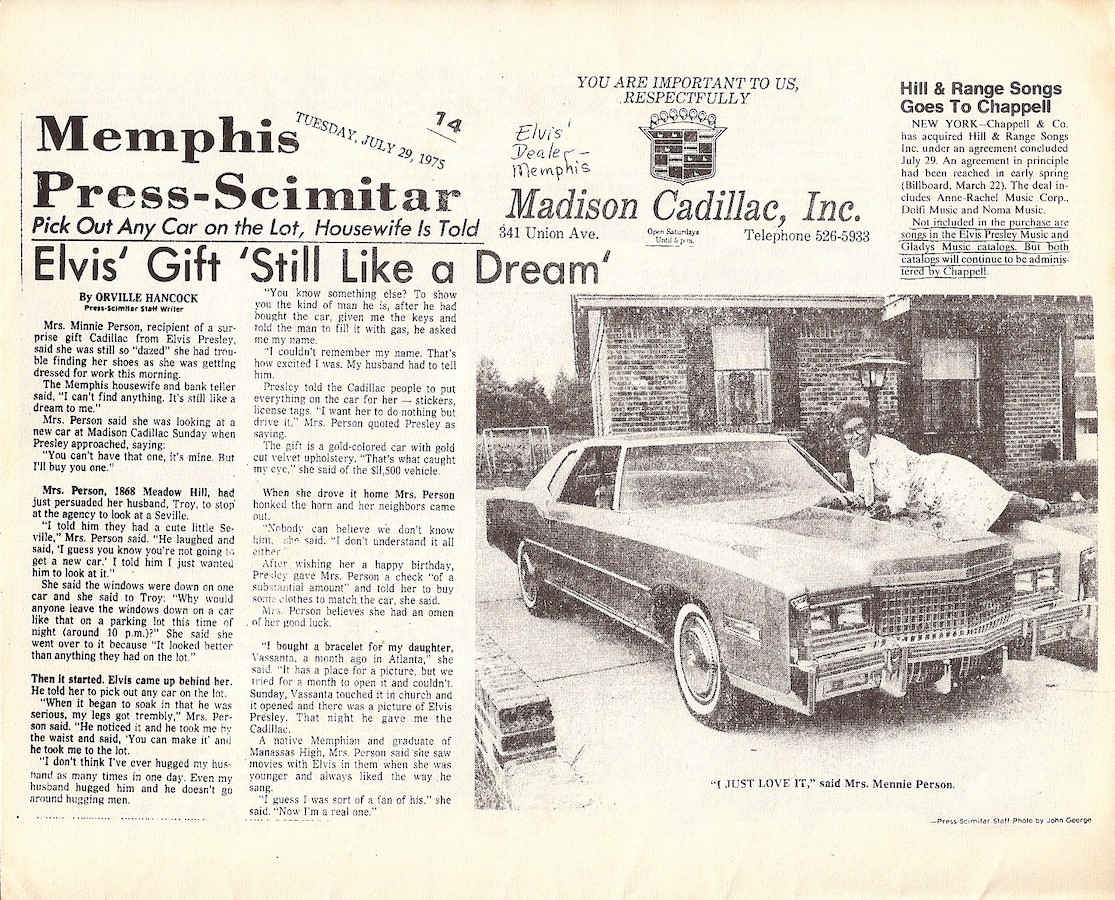 Memphis
Press-Scimitar
TUESDAY, JULY 29, 1975
14
Pick Out Any Car on the Lot, Housewife Is Told
Elvis' Gift 'Still Like a Dream'
YOU ARE IMPORTANT TO US,
RESPECTFULLY
Elvis'
Dealer—
Memphis
Madison Cadillac, Inc.
341 Union Ave.
Open Saturdays
Until 5 p.m.
Telephone 526-5933
Hill & Range Songs
Goes To Chappell
NEW YORK—Chappell & Co.
has acquired Hill & Range Songs
Inc. under an agreement concluded
July 29. An agreement in principle
had been reached in early spring
(Billboard, March 22). The deal in-
cludes Anne-Rachel Music Corp.,
Dolfi Music and Noma Music.
Not included in the purchase are
songs in the Elvis Presley Music and
Gladys Music catalogs. But both
catalogs will continue to be adminis-
tered by Chappell.
By ORVILLE HANCOCK
Press-Scimitar Staff Writer
Mrs. Minnie Person, recipient of a sur-
prise gift Cadillac from Elvis Presley,
said she was still so "dazed" she had trou-
ble finding her shoes as she was getting
dressed for work this morning.
The Memphis housewife and bank teller
said, "I can't find anything. It's still like a
dream to me."
Mrs. Person said she was looking at a
new car at Madison Cadillac Sunday when
Presley approached, saying:
"You can't have that one, it's mine. But
I'll buy you one."
Mrs. Person, 1868 Meadow Hill, had
just persuaded her husband, Troy, to stop
at the agency to look at a Seville.
"I told him they had a cute little Se-
ville," Mrs. Person said. "He laughed and
said, 'I guess you know you're not going to
get a new car.' I told him I just wanted
him to look at it."
She said the windows were down on one
car and she said to Troy: "Why would
anyone leave the windows down on a car
like that on a parking lot this time of
night (around 10 p.m.)?" She said she
went over to it because "It looked better
than anything they had on the lot."
Then it started. Elvis came up behind her.
He told her to pick out any car on the lot.
"When it began to soak in that he was
serious, my legs got trembly," Mrs. Per-
son said. "He noticed it and he took me by
the waist and said, 'You can make it' and
he took me to the lot.
"I don't think I've ever hugged my hus-
band as many times in one day. Even my
husband hugged him and he doesn't go
around hugging men.
"You know something else? To show
you the kind of man he is, after he had
bought the car, given me the keys and
told the man to fill it with gas, he asked
me my name.
"I couldn't remember my name. That's
how excited I was. My husband had to tell
him.
Presley told the Cadillac people to put
everything on the car for her — stickers,
license tags. "I want her to do nothing but
drive it," Mrs. Person quoted Presley as
saying.
The gift is a gold-colored car with gold
cut velvet upholstery. "That's what caught
my eye," she said of the $11,500 vehicle.
When she drove it home Mrs. Person
honked the horn and her neighbors came
out.
"Nobody can believe we don't know
him, she said. "I don't understand it all
either"
After wishing her a happy birthday,
Presley gave Mrs. Person a check "of a
substantial amount" and told her to buy
some clothes to match the car, she said.
Mrs. Person believes she had an omen
of her good luck.
"I bought a bracelet for my daughter,
Vassanta, a month ago in Atlanta," she
said. "It has a place for a picture, but we
tried for a month to open it and couldn't.
Sunday, Vassanta touched it in church and
it opened and there was a picture of Elvis
Presley. That night he gave me the
Cadillac.
A native Memphian and graduate of
Manassas High, Mrs. Person said she saw
movies with Elvis in them when she was
younger and always liked the way he
sang.
"I guess I was sort of a fan of his," she
said. "Now I'm a real one."
"I JUST LOVE IT," said Mrs. Mennie Person.
—Press-Scimitar Staff Photo by John George